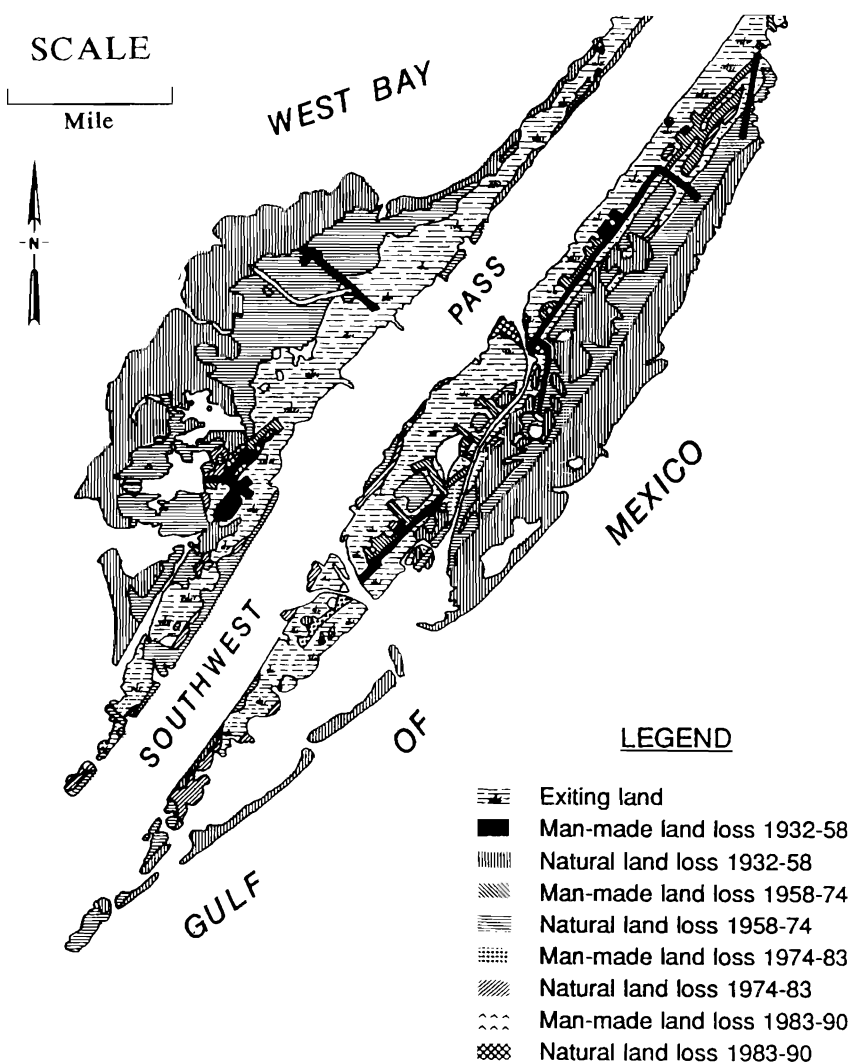 SCALE
Mile
-N-
WEST BAY
SOUTHWEST PASS
GULF OF MEXICO
LEGEND
Exiting land
Man-made land loss 1932-58
Natural land loss 1932-58
Man-made land loss 1958-74
Natural land loss 1958-74
Man-made land loss 1974-83
Natural land loss 1974-83
Man-made land loss 1983-90
Natural land loss 1983-90